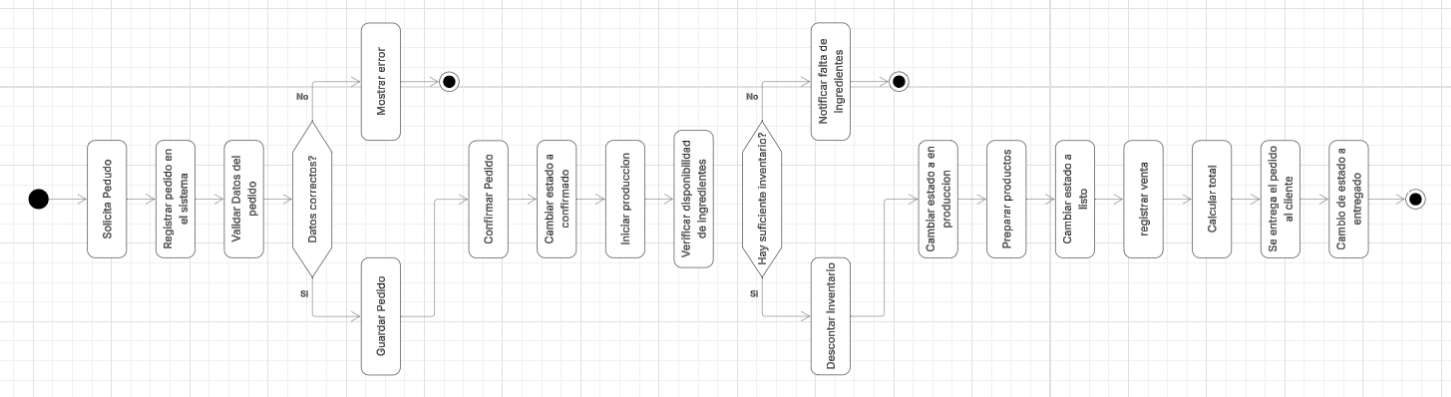 Solicita Pedudo
Registrar pedido en
el sistema
Validar Datos del
pedido
Datos correctos?
No
Mostrar error
Si
Guardar Pedido
Confirmar Pedido
Cambiar estado a
confirmado
Iniciar produccion
Verificar disponibilidad
de ingredientes
Hay suficiente inventario?
No
Notificar falta de
ingredientes
Si
Descontar Inventario
Cambiar estado a en
produccion
Preparar productos
Cambiar estado a
listo
registrar venta
Calcular total
Se entrega el pedido
al cliente
Cambio de estado a
entregado